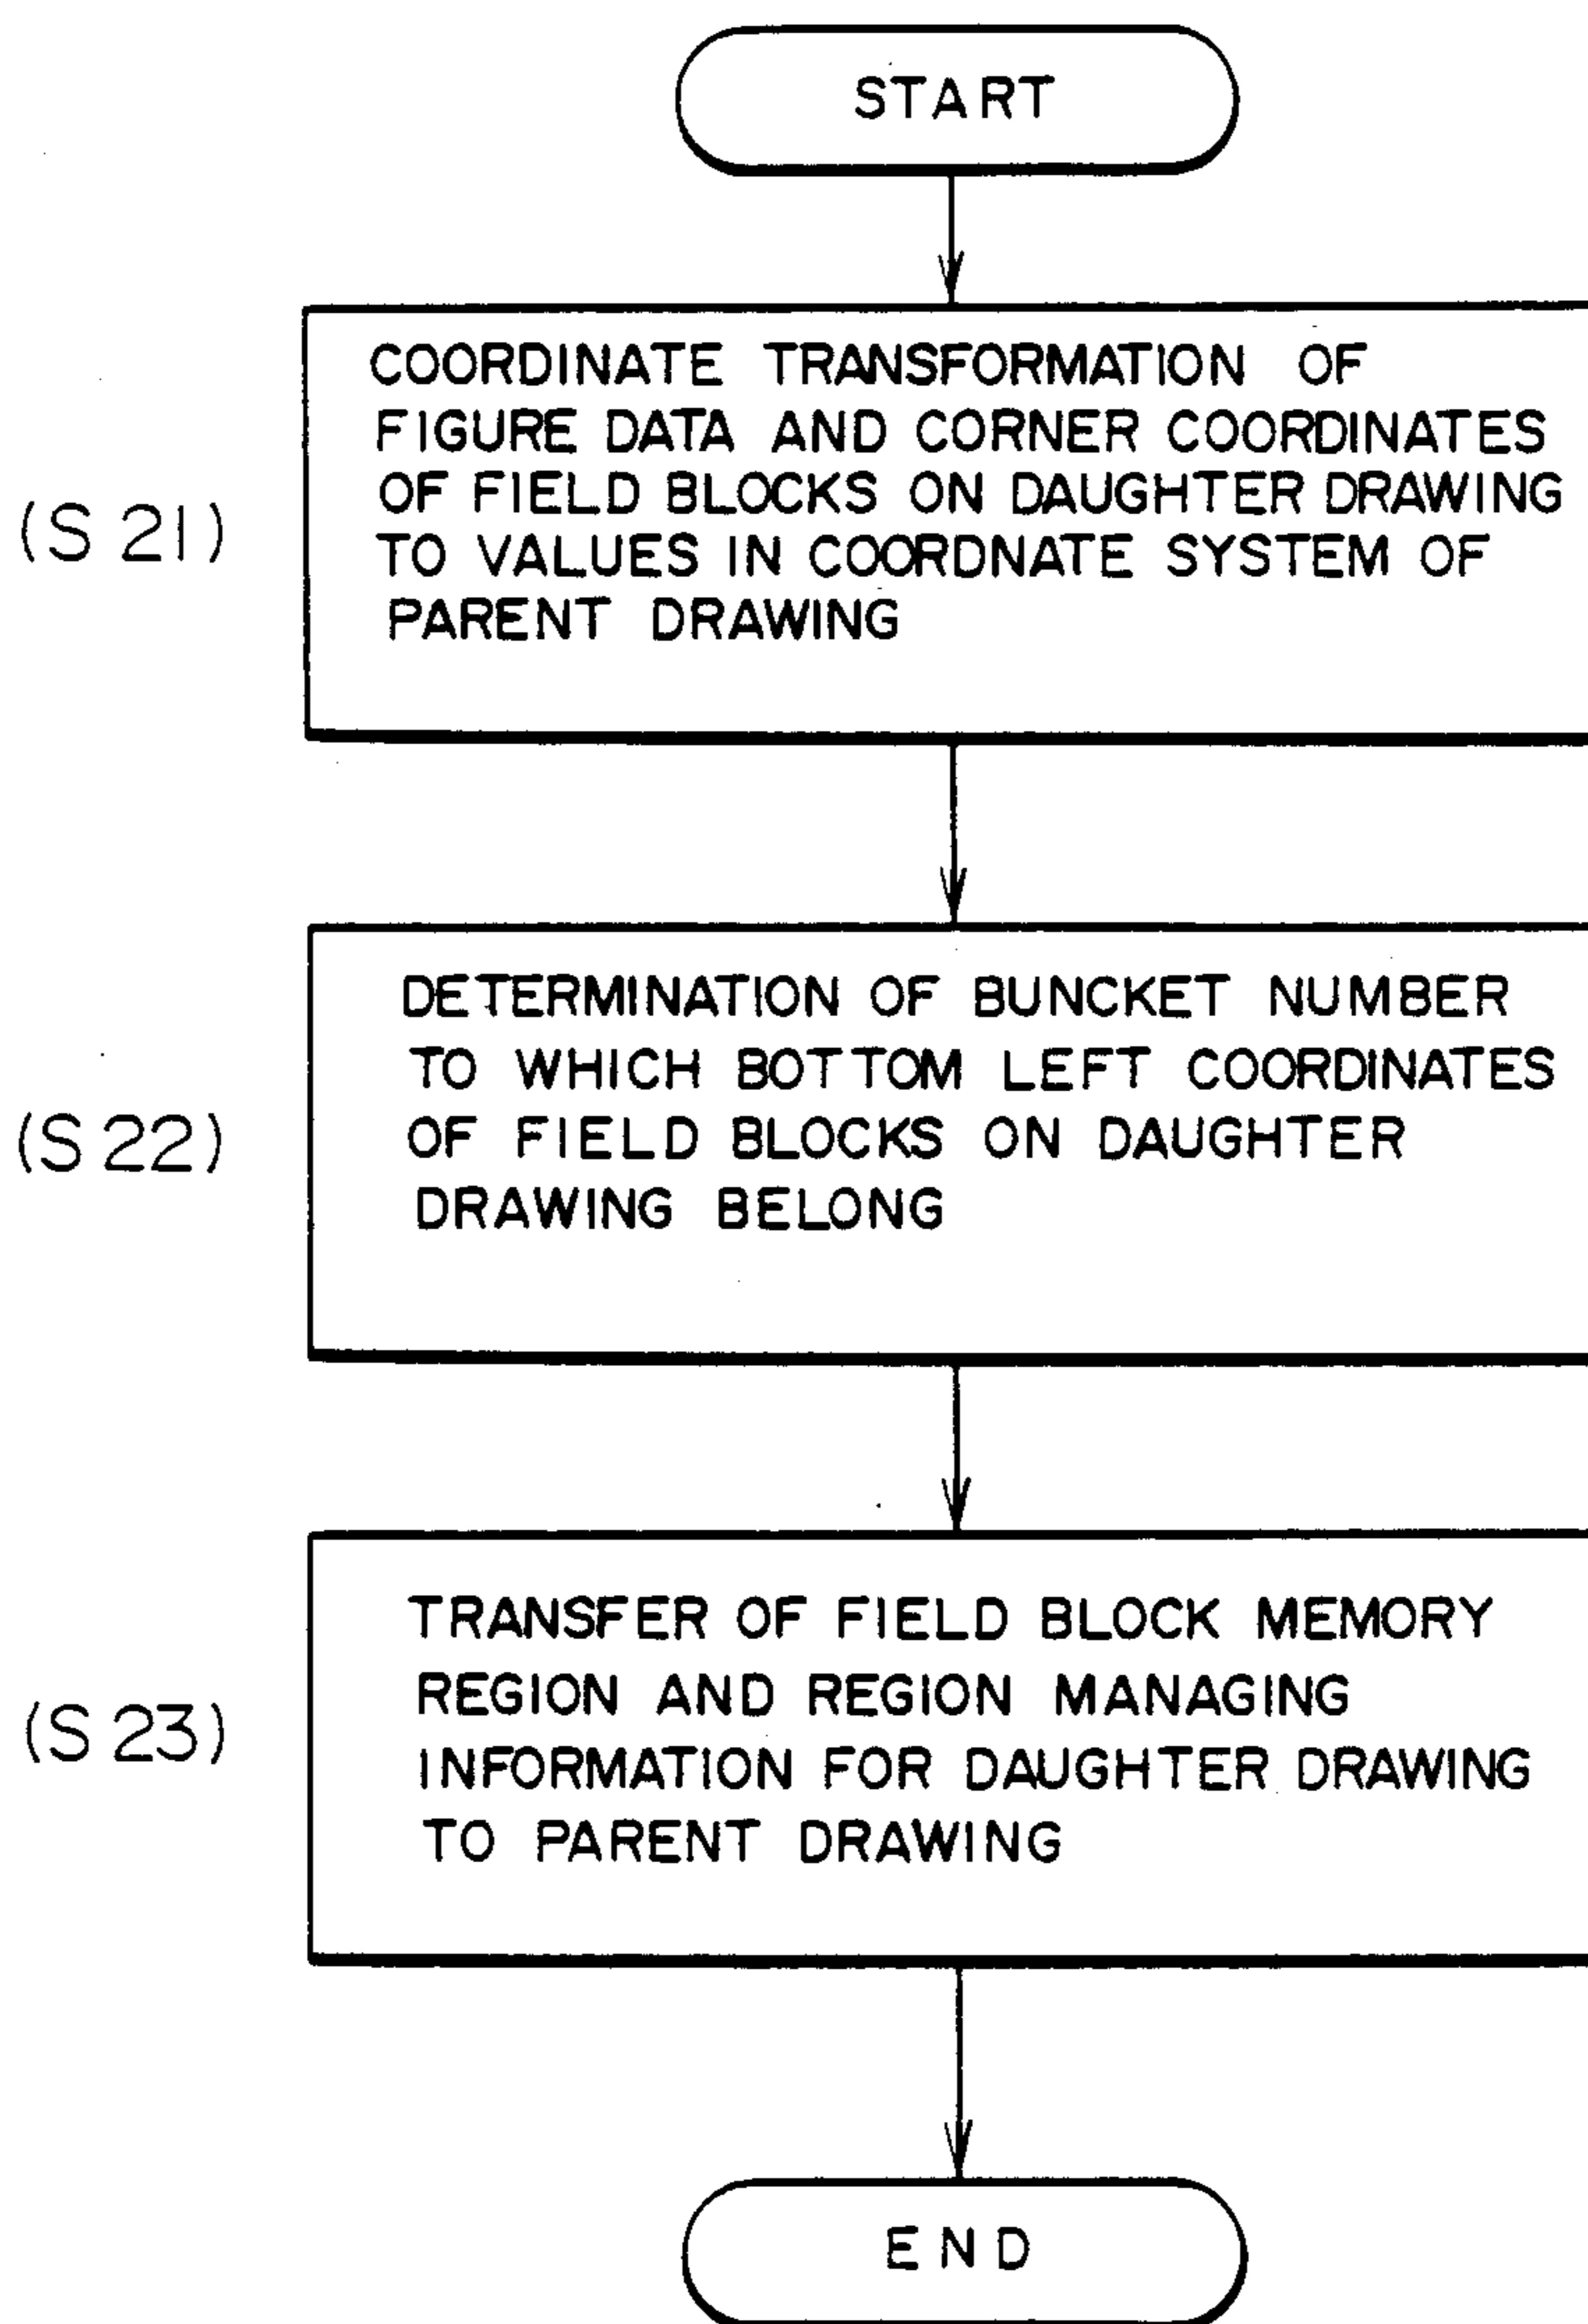 START
COORDINATE TRANSFORMATION OF
FIGURE DATA AND CORNER COORDINATES
OF FIELD BLOCKS ON DAUGHTER DRAWING
(S 21)
TO VALUES IN COORDNATE SYSTEM OF
PARENT DRAWING
DETERMINATION OF BUNCKET NUMBER
TO WHICH BOTTOM LEFT COORDINATES
(S 22)
OF FIELD BLOCKS ON DAUGHTER
DRAWING BELONG
TRANSFER OF FIELD BLOCK MEMORY
REGION AND REGION MANAGING
(S 23)
INFORMATION FOR DAUGHTER DRAWING
TO PARENT DRAWING
END